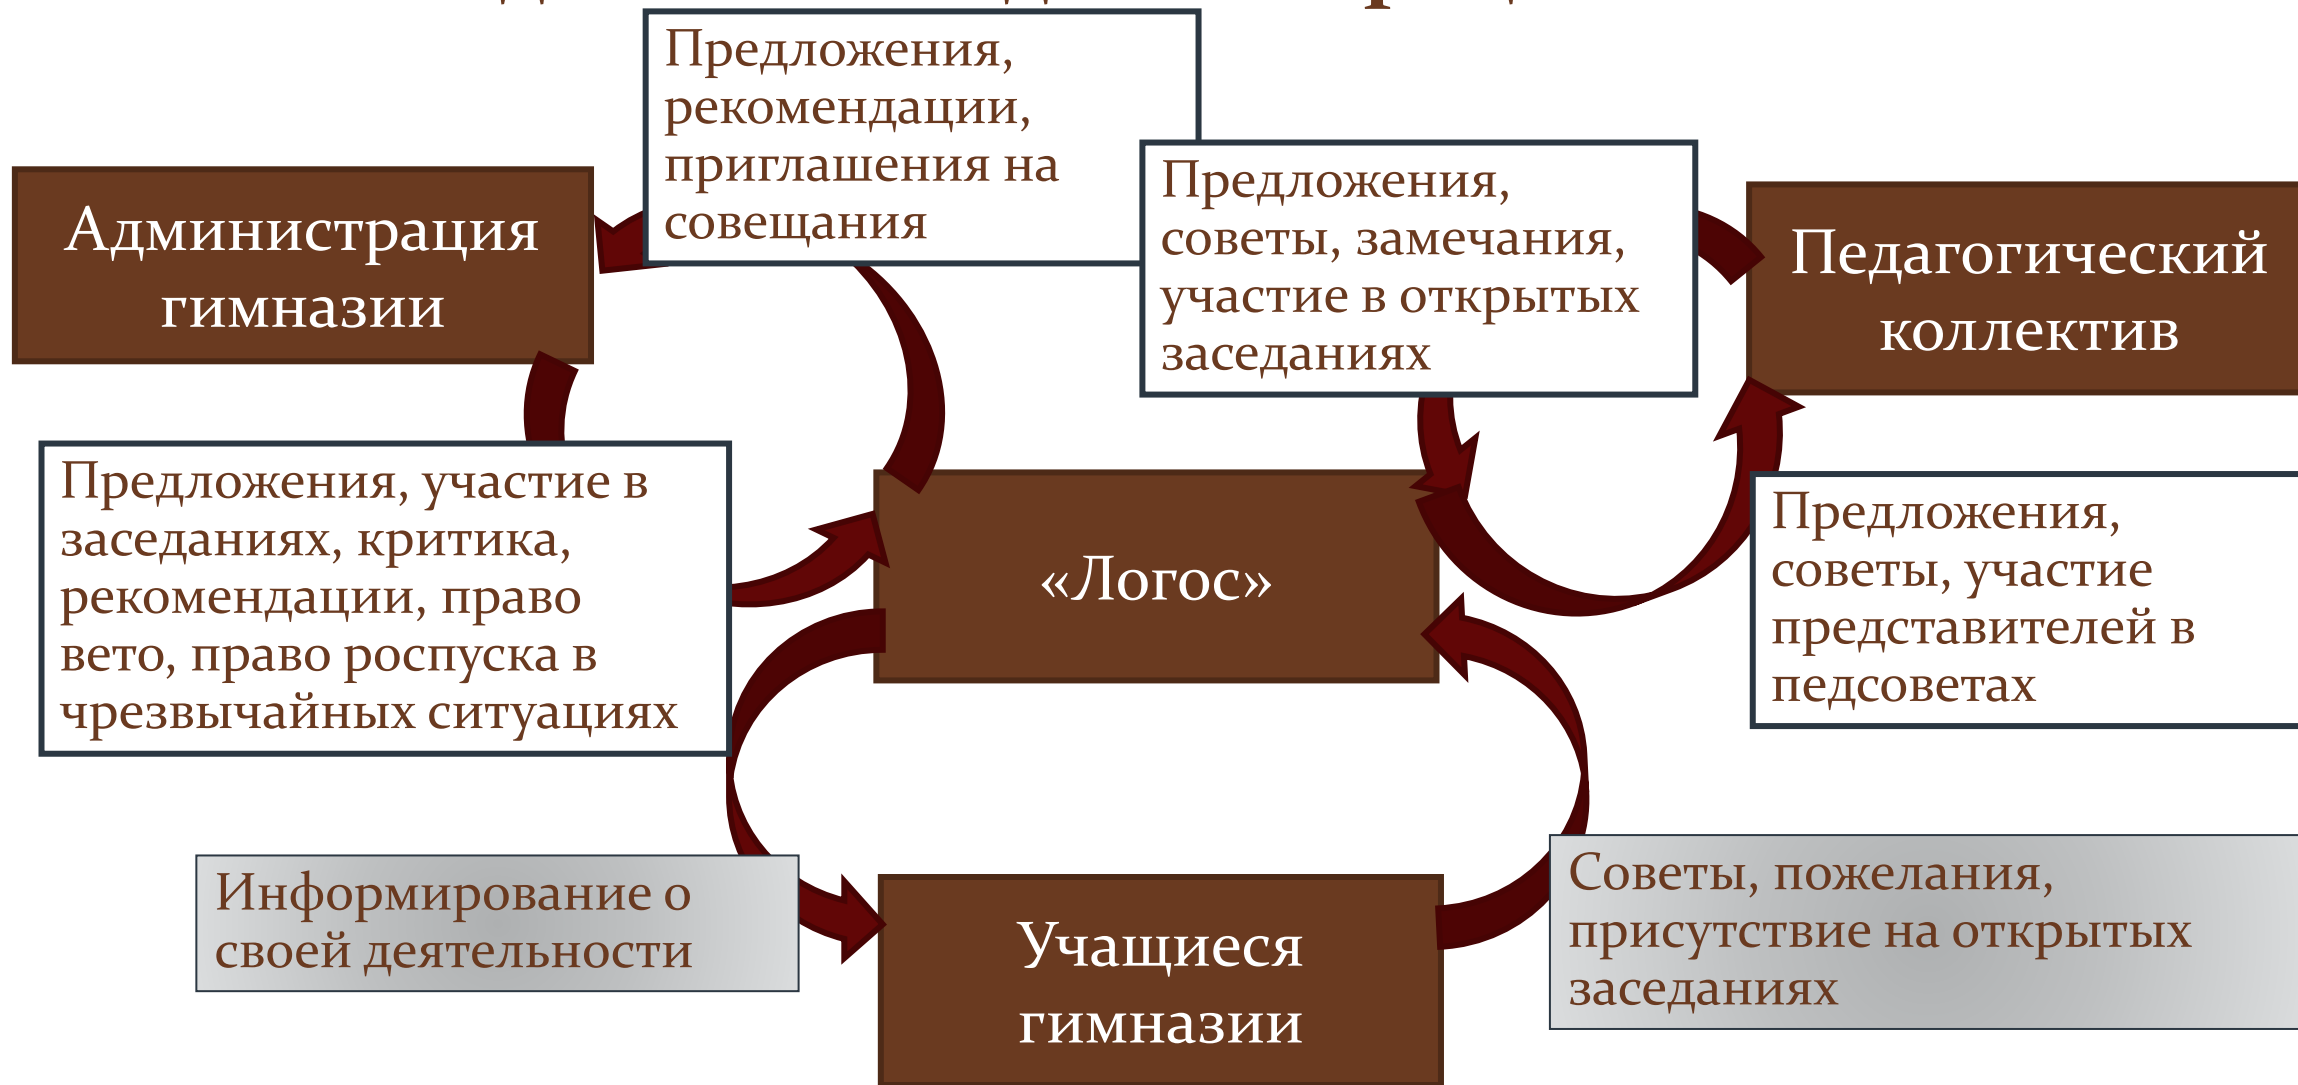 Предложения,
рекомендации,
приглашения на
совещания
Предложения,
советы, замечания,
участие в открытых
заседаниях
Администрация
гимназии
Педагогический
коллектив
Предложения, участие в
заседаниях, критика,
рекомендации, право
вето, право роспуска в
чрезвычайных ситуациях
«Логос»
Предложения,
советы, участие
представителей в
педсоветах
Информирование о
своей деятельности
Советы, пожелания,
присутствие на открытых
заседаниях
Учащиеся
гимназии